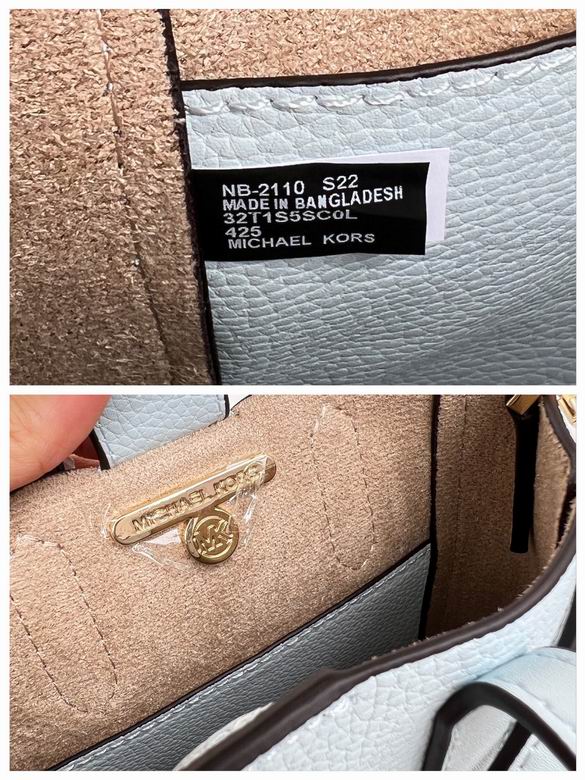 NB-2110 S22
MADE IN BANGLADESH
32T1S5SC0L
425
MICHAEL KORS
MICHAEL KORS
MK